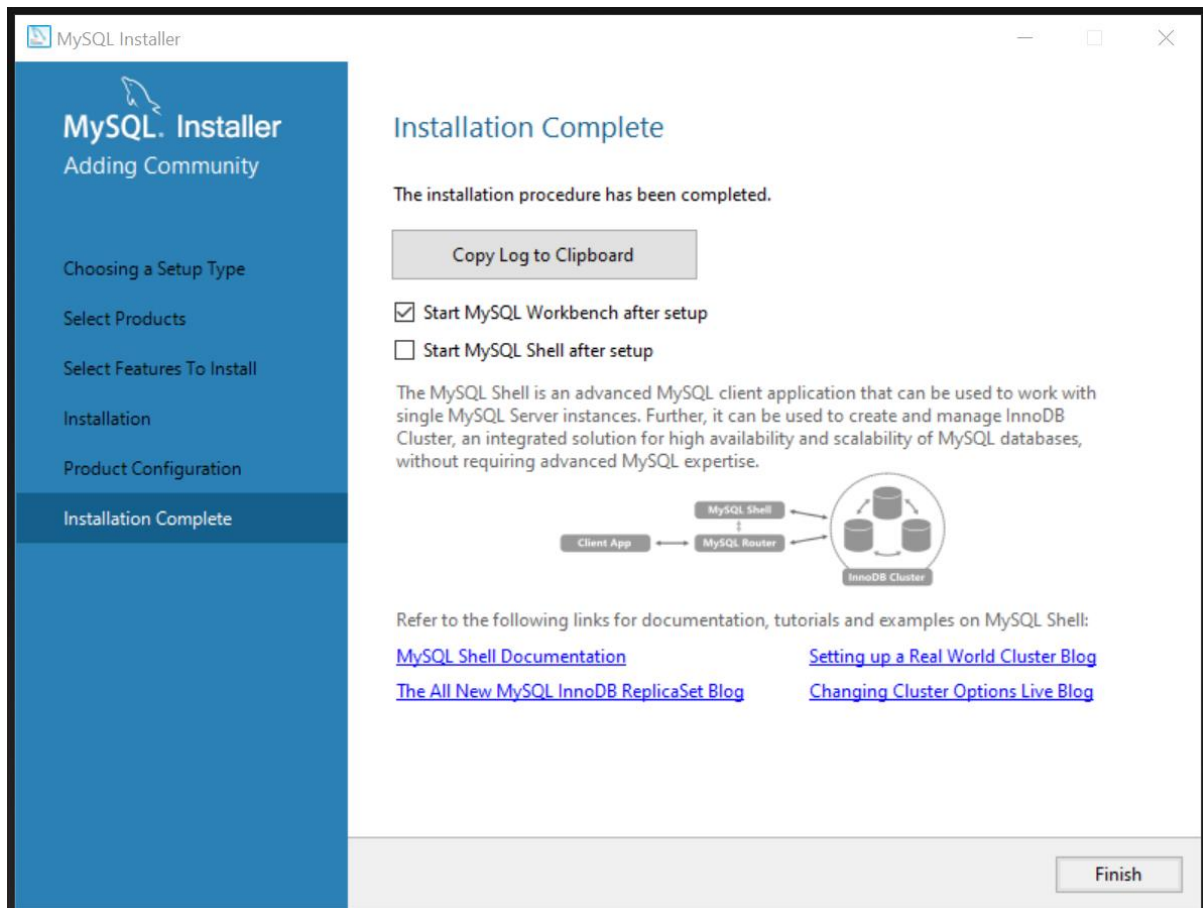 MySQL Installer
MySQL. Installer
Adding Community
Choosing a Setup Type
Select Products
Select Features To Install
Installation
Product Configuration
Installation Complete
Installation Complete
The installation procedure has been completed.
Copy Log to Clipboard
Start MySQL Workbench after setup
Start MySQL Shell after setup
The MySQL Shell is an advanced MySQL client application that can be used to work with
single MySQL Server instances. Further, it can be used to create and manage InnoDB
Cluster, an integrated solution for high availability and scalability of MySQL databases,
without requiring advanced MySQL expertise.
MySQL Shell
Client App
MySQL Router
InnoDB Cluster
Refer to the following links for documentation, tutorials and examples on MySQL Shell:
MySQL Shell Documentation
Setting up a Real World Cluster Blog
The All New MySQL InnoDB ReplicaSet Blog
Changing Cluster Options Live Blog
Finish